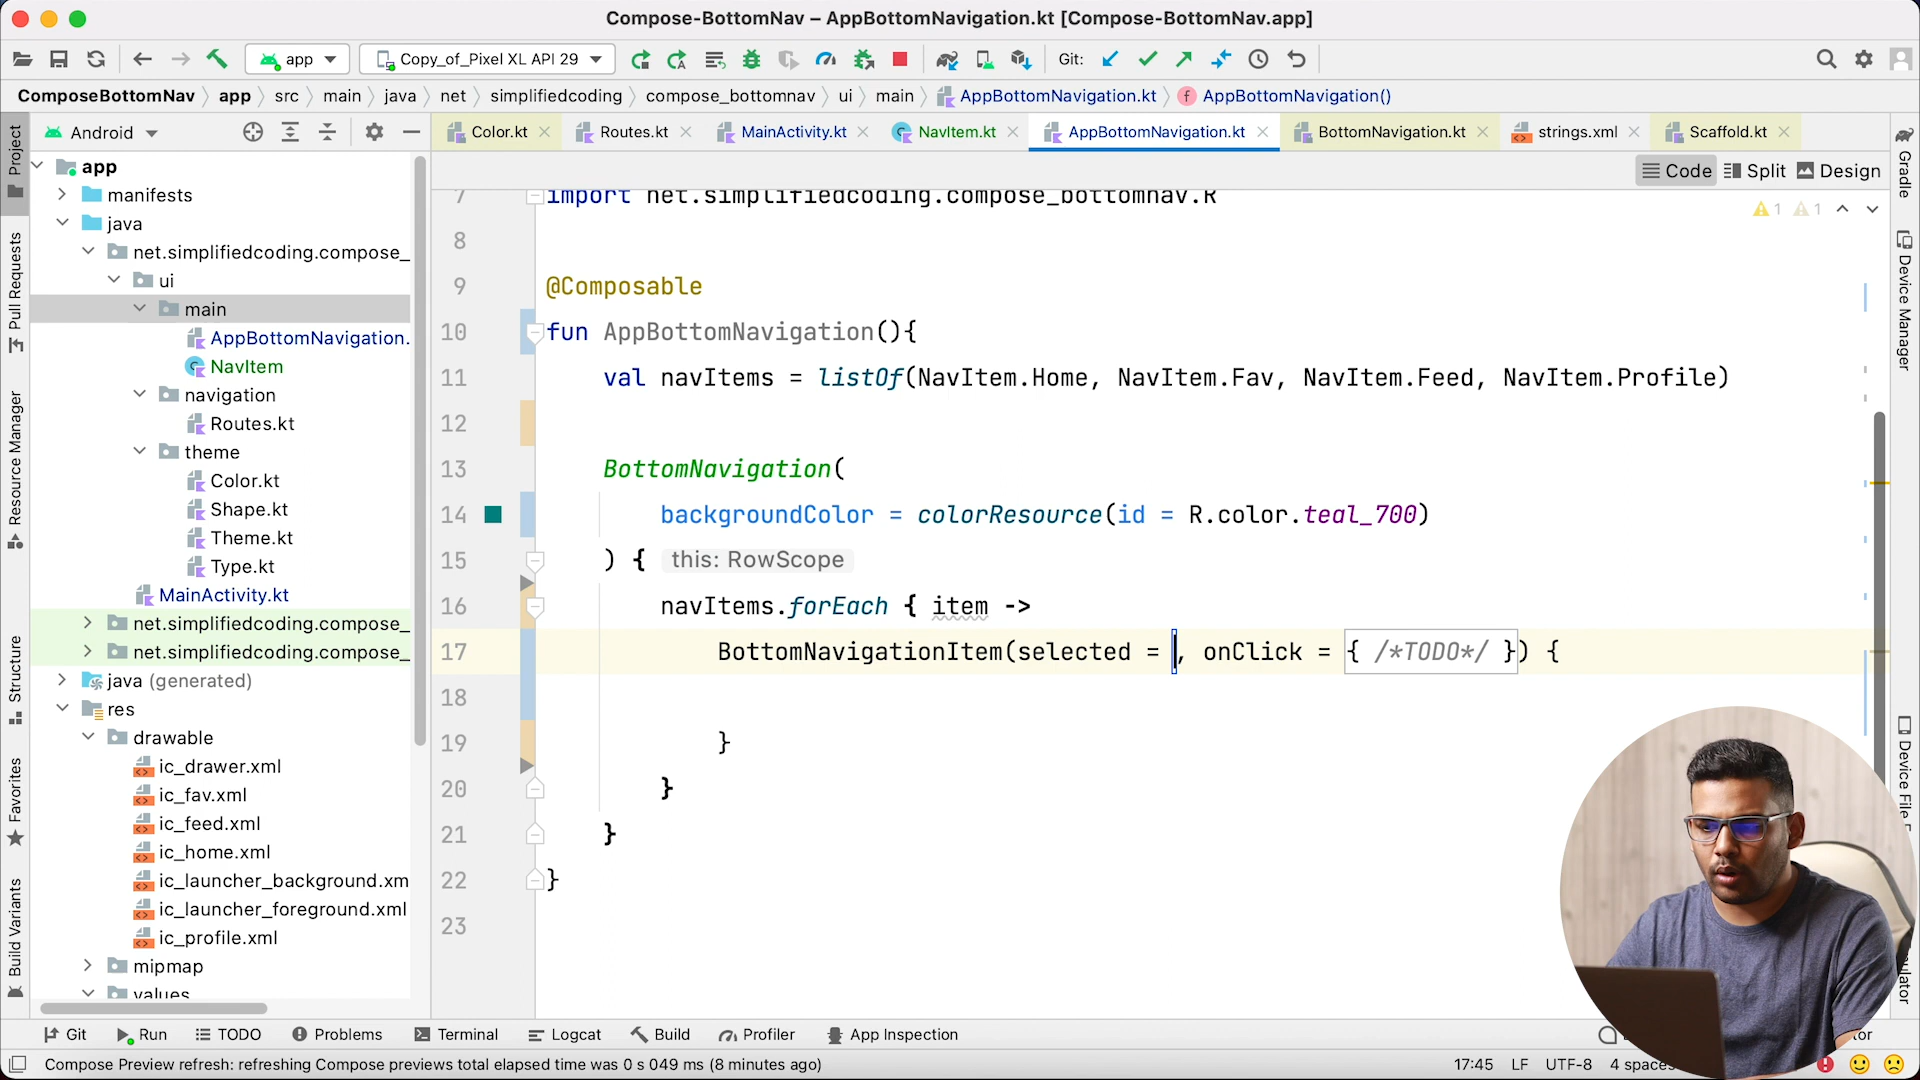 Compose-BottomNav – AppBottomNavigation.kt [Compose-BottomNav.app]
app
Copy_of_Pixel XL API 29
Git:
ComposeBottomNav
app
src
main
java
net
simplifiedcoding
compose_bottomnav
ui
main
AppBottomNavigation.kt
AppBottomNavigation()
Android
Color.kt
Routes.kt
MainActivity.kt
NavItem.kt
AppBottomNavigation.kt
BottomNavigation.kt
strings.xml
Scaffold.kt
Code
Split
Design
1
1
Project
Pull Requests
Resource Manager
Structure
Favorites
Build Variants
app
manifests
java
net.simplifiedcoding.compose_
ui
main
AppBottomNavigation.
NavItem
navigation
Routes.kt
theme
Color.kt
Shape.kt
Theme.kt
Type.kt
MainActivity.kt
net.simplifiedcoding.compose_
net.simplifiedcoding.compose_
java (generated)
res
drawable
ic_drawer.xml
ic_fav.xml
ic_feed.xml
ic_home.xml
ic_launcher_background.xm
ic_launcher_foreground.xml
ic_profile.xml
mipmap
values
7 import net.simplifiedcoding.compose_bottomnav.R
8
9 @Composable
10 fun AppBottomNavigation(){
11 val navItems = listOf(NavItem.Home, NavItem.Fav, NavItem.Feed, NavItem.Profile)
12
13 BottomNavigation(
14 backgroundColor = colorResource(id = R.color.teal_700)
15 ) { this: RowScope
16 navItems.forEach { item ->
17 BottomNavigationItem(selected = , onClick = { /*TODO*/ }) {
18
19 }
20 }
21 }
22 }
23
Gradle
Device Manager
Device File
Git
Run
TODO
Problems
Terminal
Logcat
Build
Profiler
App Inspection
Compose Preview refresh: refreshing Compose previews total elapsed time was 0 s 049 ms (8 minutes ago)
17:45
LF
UTF-8
4 spaces